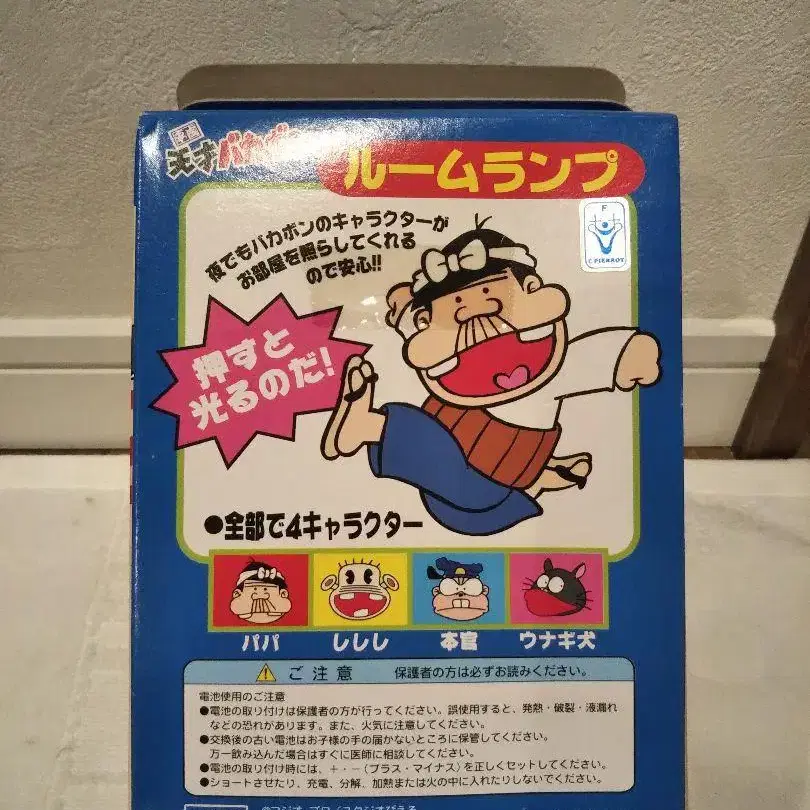 天才バカボン
ルームランプ
F
C PIERROT
夜でもバカボンのキャラクターが
お部屋を照らしてくれる
ので安心!!
押すと
光るのだ!
●全部で4キャラクター
パパ
ししし
本官
ウナギ犬
ご注意 保護者の方は必ずお読みください。
電池使用のご注意
●電池の取り付けは保護者の方が行ってください。誤使用すると、発熱・破裂・液漏れ
などの恐れがあります。また、火気に注意してください。
●交換後の古い電池はお子様の手の届かないところに保管してください。
万一飲み込んだ場合はすぐに医師に相談してください。
●電池の取り付け時には、+・-(プラス・マイナス)を正しくセットしてください。
●ショートさせたり、充電、分解、加熱または火の中に入れたりしないでください。